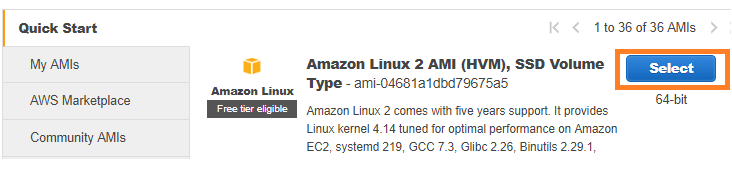 Quick Start
1 to 36 of 36 AMIs
My AMIs
AWS Marketplace
Community AMIs
Amazon Linux
Free tier eligible
Amazon Linux 2 AMI (HVM), SSD Volume
Type - ami-04681a1dbd79675a5
Amazon Linux 2 comes with five years support. It provides
Linux kernel 4.14 tuned for optimal performance on Amazon
EC2, systemd 219, GCC 7.3, Glibc 2.26, Binutils 2.29.1,
Select
64-bit